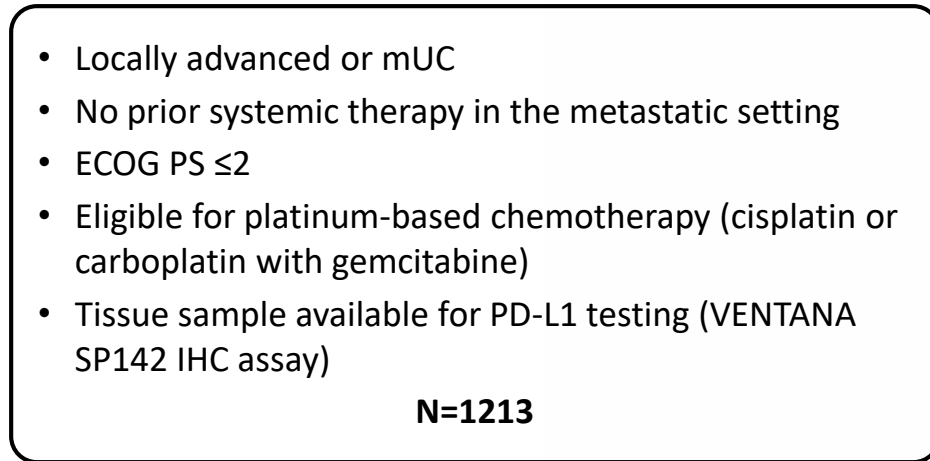 • Locally advanced or mUC
• No prior systemic therapy in the metastatic setting
• ECOG PS ≤2
• Eligible for platinum-based chemotherapy (cisplatin or
carboplatin with gemcitabine)
• Tissue sample available for PD-L1 testing (VENTANA
SP142 IHC assay)
N=1213